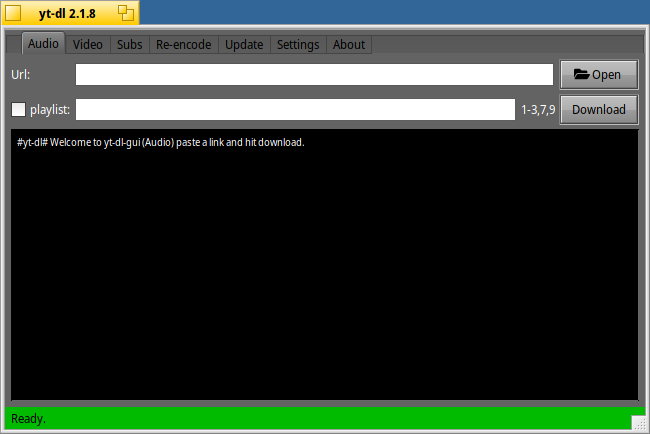 yt-dl 2.1.8
Audio Video Subs Re-encode Update Settings About
Url: Open
playlist: 1-3,7,9 Download
#yt-dl# Welcome to yt-dl-gui (Audio) paste a link and hit download.
Ready.